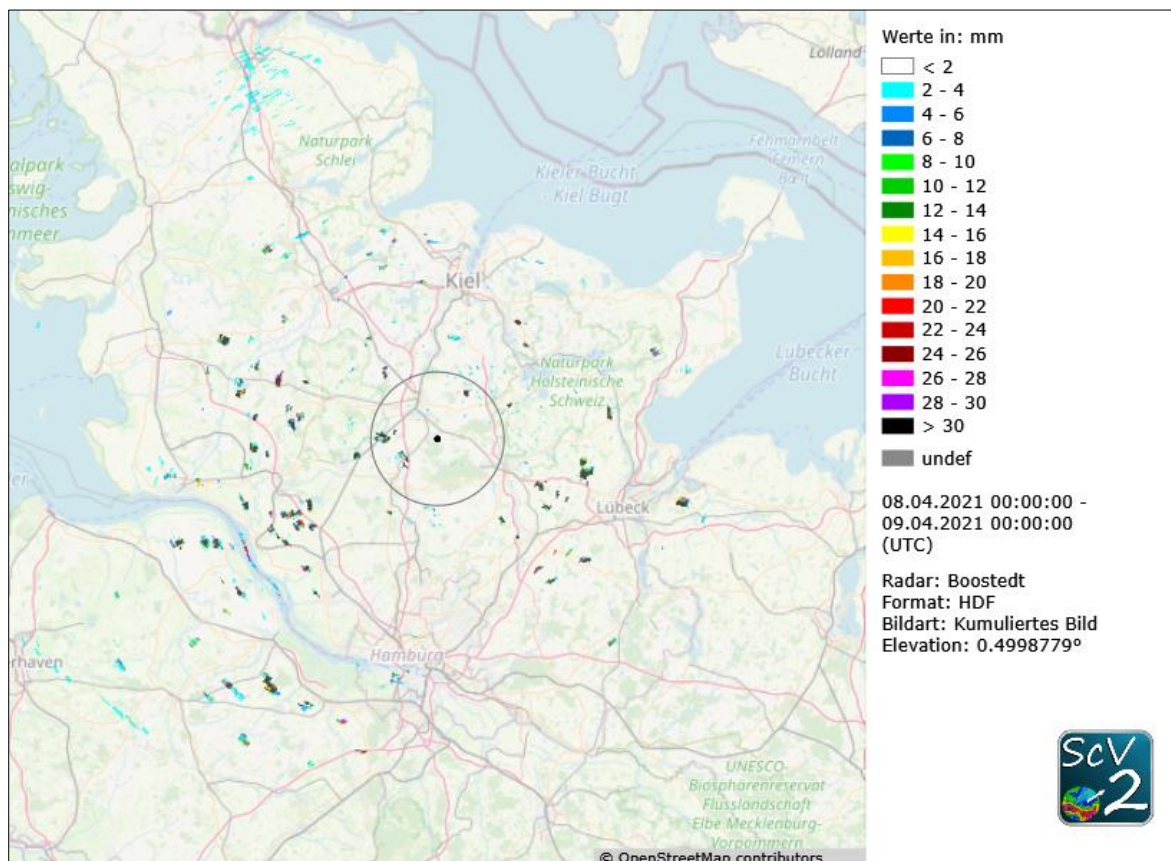 Lolland
Naturpark
Schlei
Fehmarnbelt
Femern
Bælt
alpark
swig-
nisches
nmeer
Kieler Bucht
- Kiel Bugt
Kiel
Naturpark
Holsteinische
Schweiz
Lübecker
Bucht
Lübeck
Hamburg
erhaven
UNESCO-
Biosphärenreservat
Flusslandschaft
Elbe Mecklenburg-
Vorpommern
© OpenStreetMap contributors
Werte in: mm
< 2
2 - 4
4 - 6
6 - 8
8 - 10
10 - 12
12 - 14
14 - 16
16 - 18
18 - 20
20 - 22
22 - 24
24 - 26
26 - 28
28 - 30
> 30
undef
08.04.2021 00:00:00 -
09.04.2021 00:00:00
(UTC)
Radar: Boostedt
Format: HDF
Bildart: Kumuliertes Bild
Elevation: 0.4998779º
ScV
2